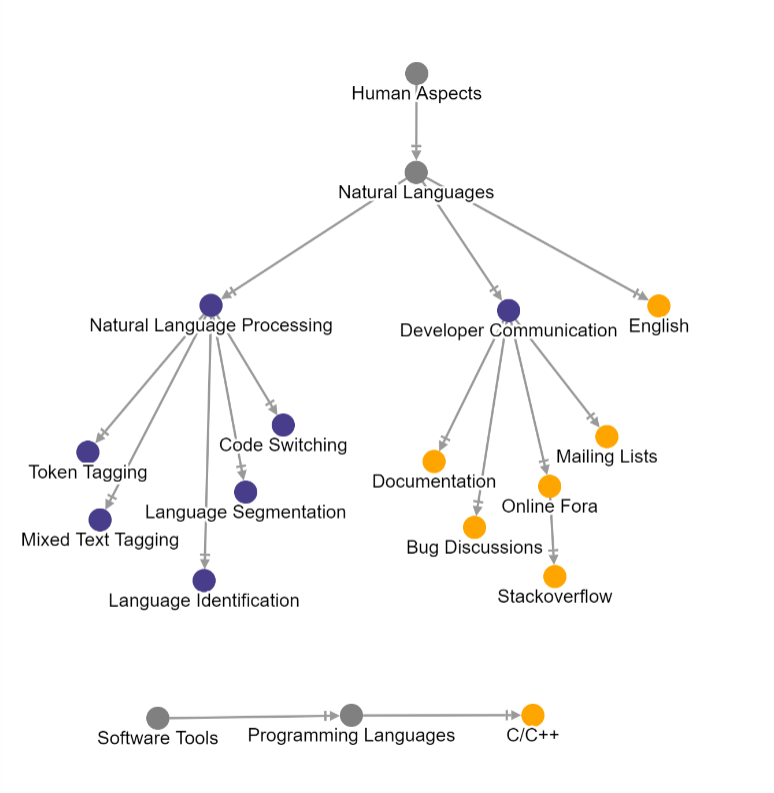 Human Aspects
Natural Languages
Natural Language Processing
Developer Communication
English
Code Switching
Token Tagging
Mailing Lists
Documentation
Language Segmentation
Online Fora
Mixed Text Tagging
Bug Discussions
Language Identification
Stackoverflow
Software Tools
Programming Languages
C/C++